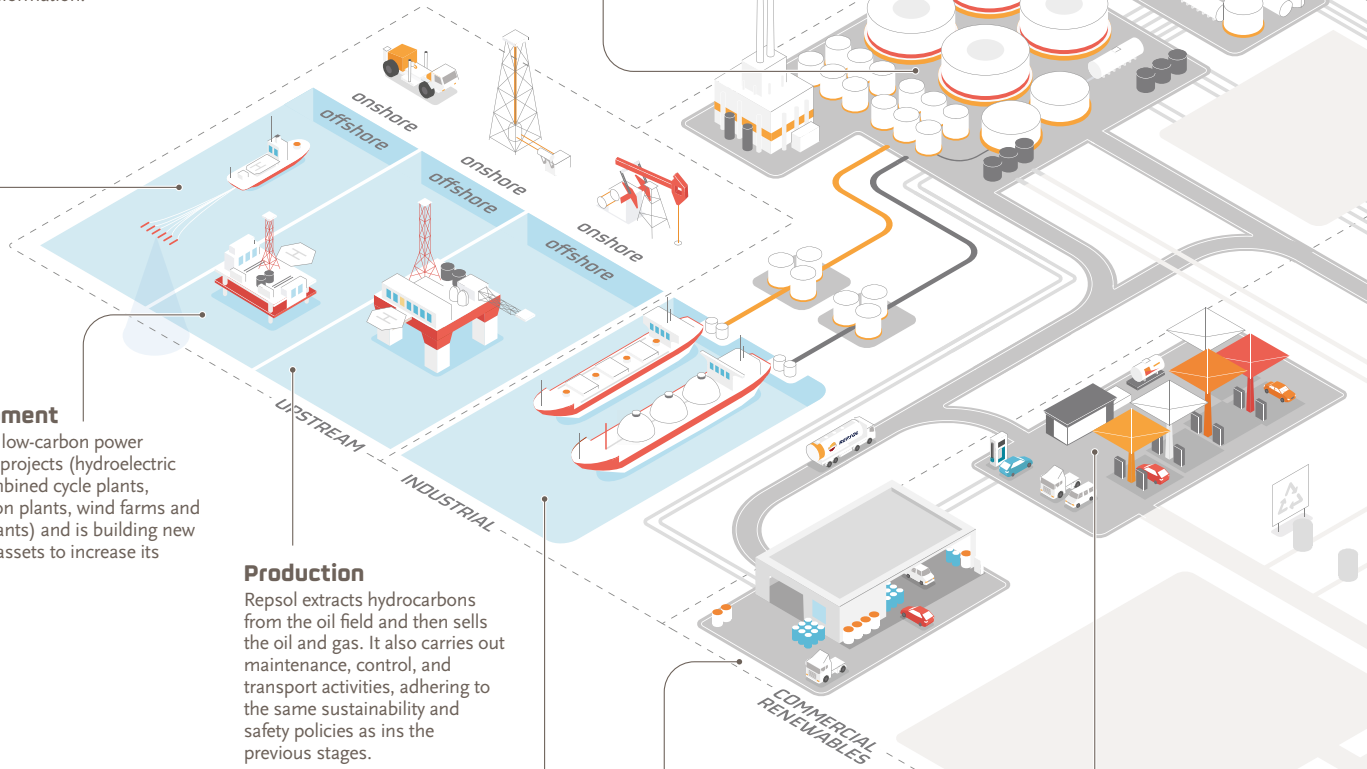 ormation.
onshore
offshore
onshore
offshore
onshore
offshore
UPSTREAM
INDUSTRIAL
REPSOL
COMMERCIAL
RENEWABLES
ment
low-carbon power
projects (hydroelectric
nbined cycle plants,
on plants, wind farms and
ants) and is building new
assets to increase its
Production
Repsol extracts hydrocarbons
from the oil field and then sells
the oil and gas. It also carries out
maintenance, control, and
transport activities, adhering to
the same sustainability and
safety policies as ins the
previous stages.